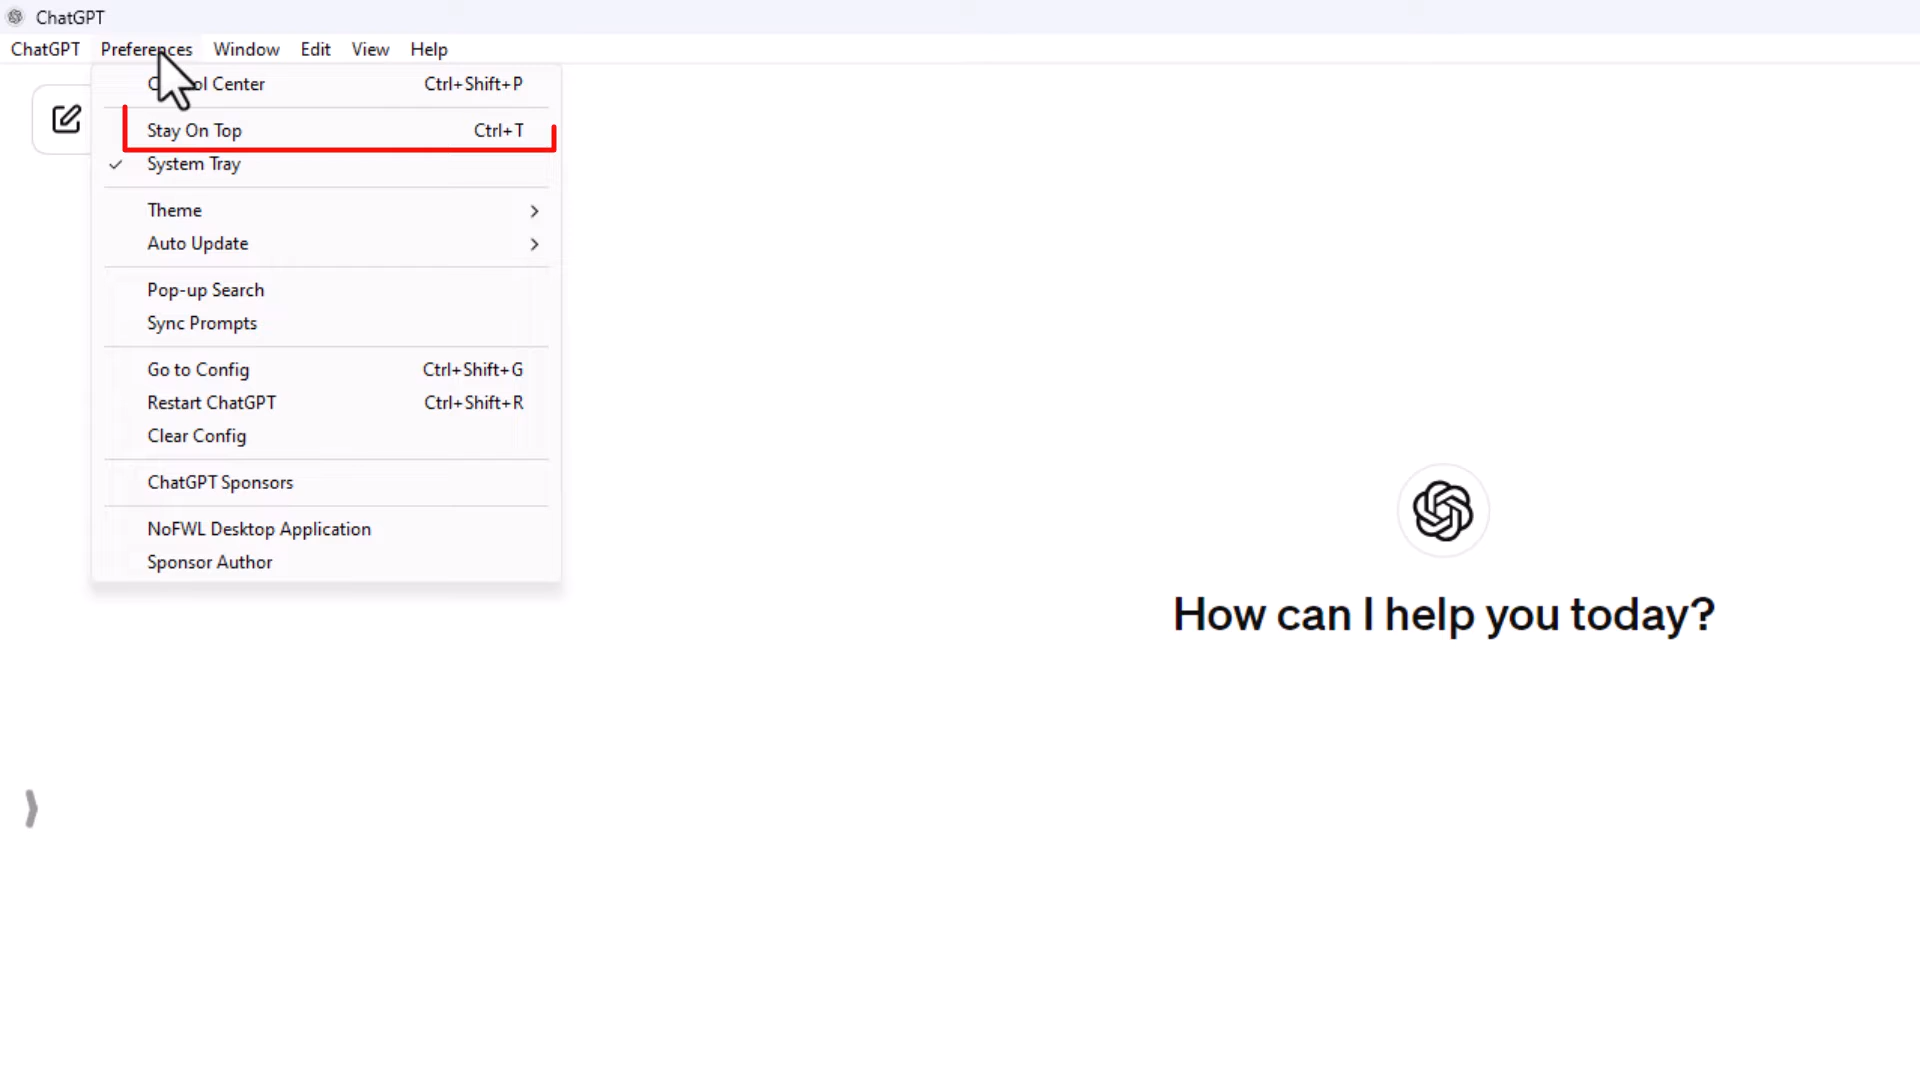 ChatGPT
ChatGPT Preferences Window Edit View Help
ol Center Ctrl+Shift+P
Stay On Top Ctrl+T
System Tray
Theme
Auto Update
Pop-up Search
Sync Prompts
Go to Config Ctrl+Shift+G
Restart ChatGPT Ctrl+Shift+R
Clear Config
ChatGPT Sponsors
NoFWL Desktop Application
Sponsor Author
How can I help you today?